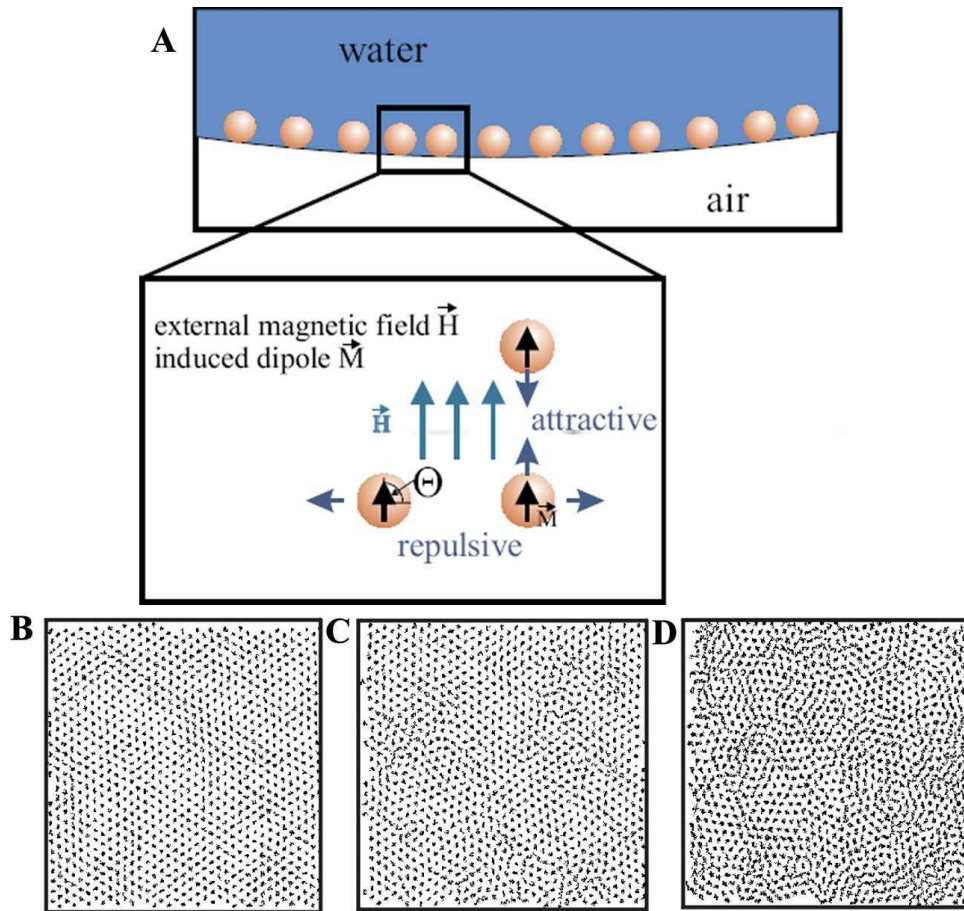 A
water
air
external magnetic field H⃗
induced dipole M⃗
H⃗
attractive
Θ
M⃗
repulsive
B
C
D